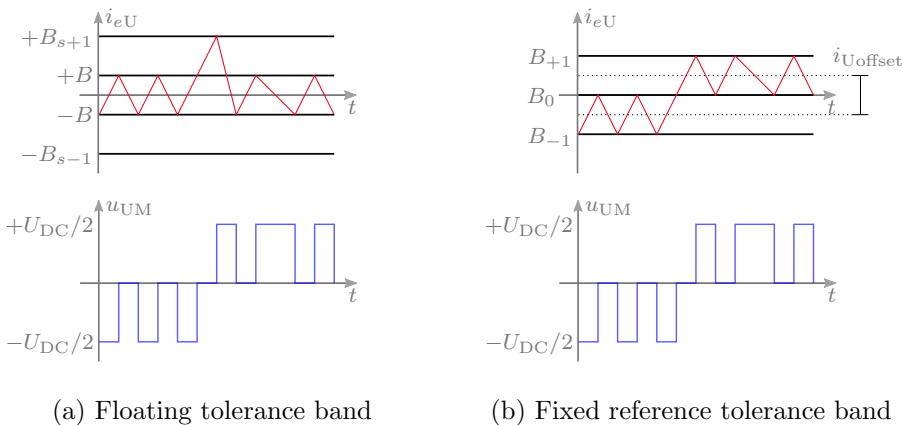 i_{eU}
+B_{s+1}
+B
−B
−B_{s−1}
t
u_{UM}
+U_{DC}/2
−U_{DC}/2
t
(a) Floating tolerance band
i_{eU}
B_{+1}
B_0
B_{−1}
i_{Uoffset}
t
u_{UM}
+U_{DC}/2
−U_{DC}/2
t
(b) Fixed reference tolerance band